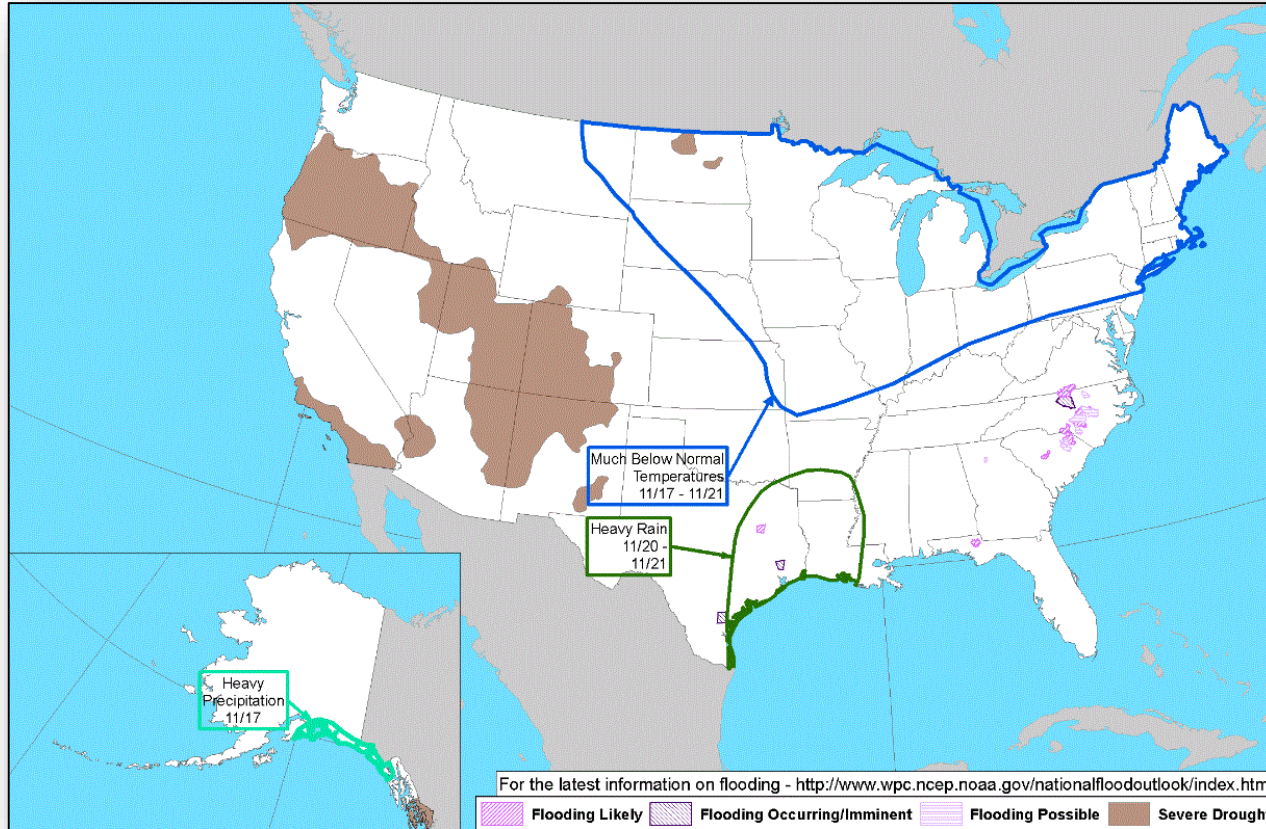 Much Below Normal
Temperatures
11/17 - 11/21
Heavy Rain
11/20 -
11/21
Heavy
Precipitation
11/17
For the latest information on flooding - http://www.wpc.ncep.noaa.gov/nationalfloodoutlook/index.htm
Flooding Likely Flooding Occurring/Imminent Flooding Possible Severe Drought